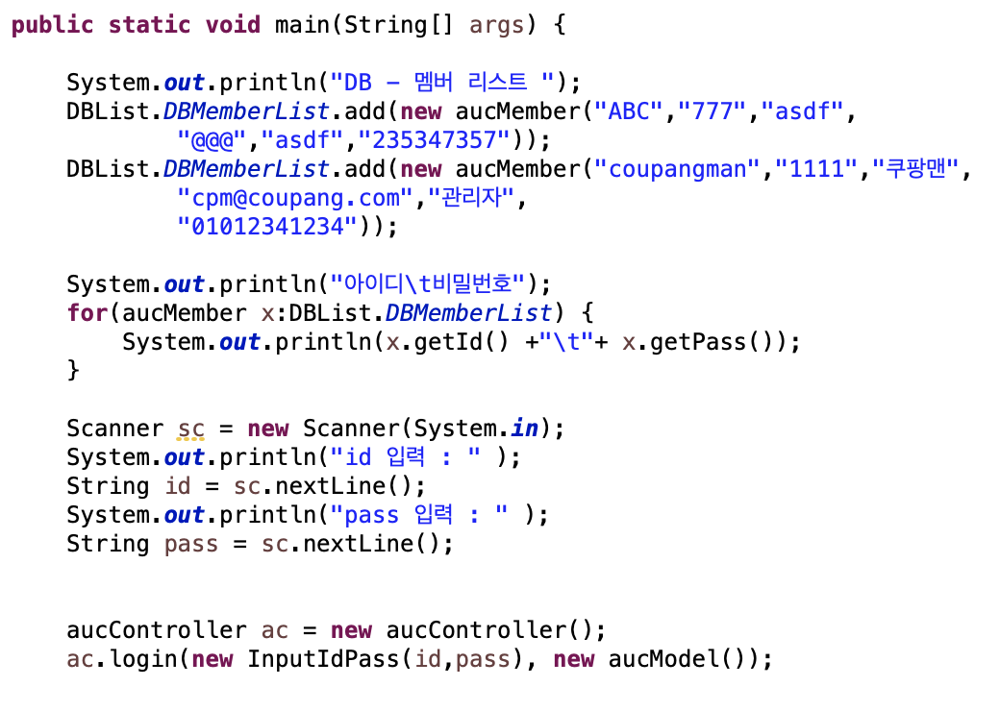 public static void main(String[] args) {
System.out.println("DB - 멤버 리스트 ");
DBList.DBMemberList.add(new aucMember("ABC","777","asdf",
"@@@","asdf","235347357"));
DBList.DBMemberList.add(new aucMember("coupangman","1111","쿠팡맨",
"cpm@coupang.com","관리자",
"01012341234"));
System.out.println("아이디\t비밀번호");
for(aucMember x:DBList.DBMemberList) {
System.out.println(x.getId() +"\t"+ x.getPass());
}
Scanner sc = new Scanner(System.in);
System.out.println("id 입력 : " );
String id = sc.nextLine();
System.out.println("pass 입력 : " );
String pass = sc.nextLine();
aucController ac = new aucController();
ac.login(new InputIdPass(id,pass), new aucModel());